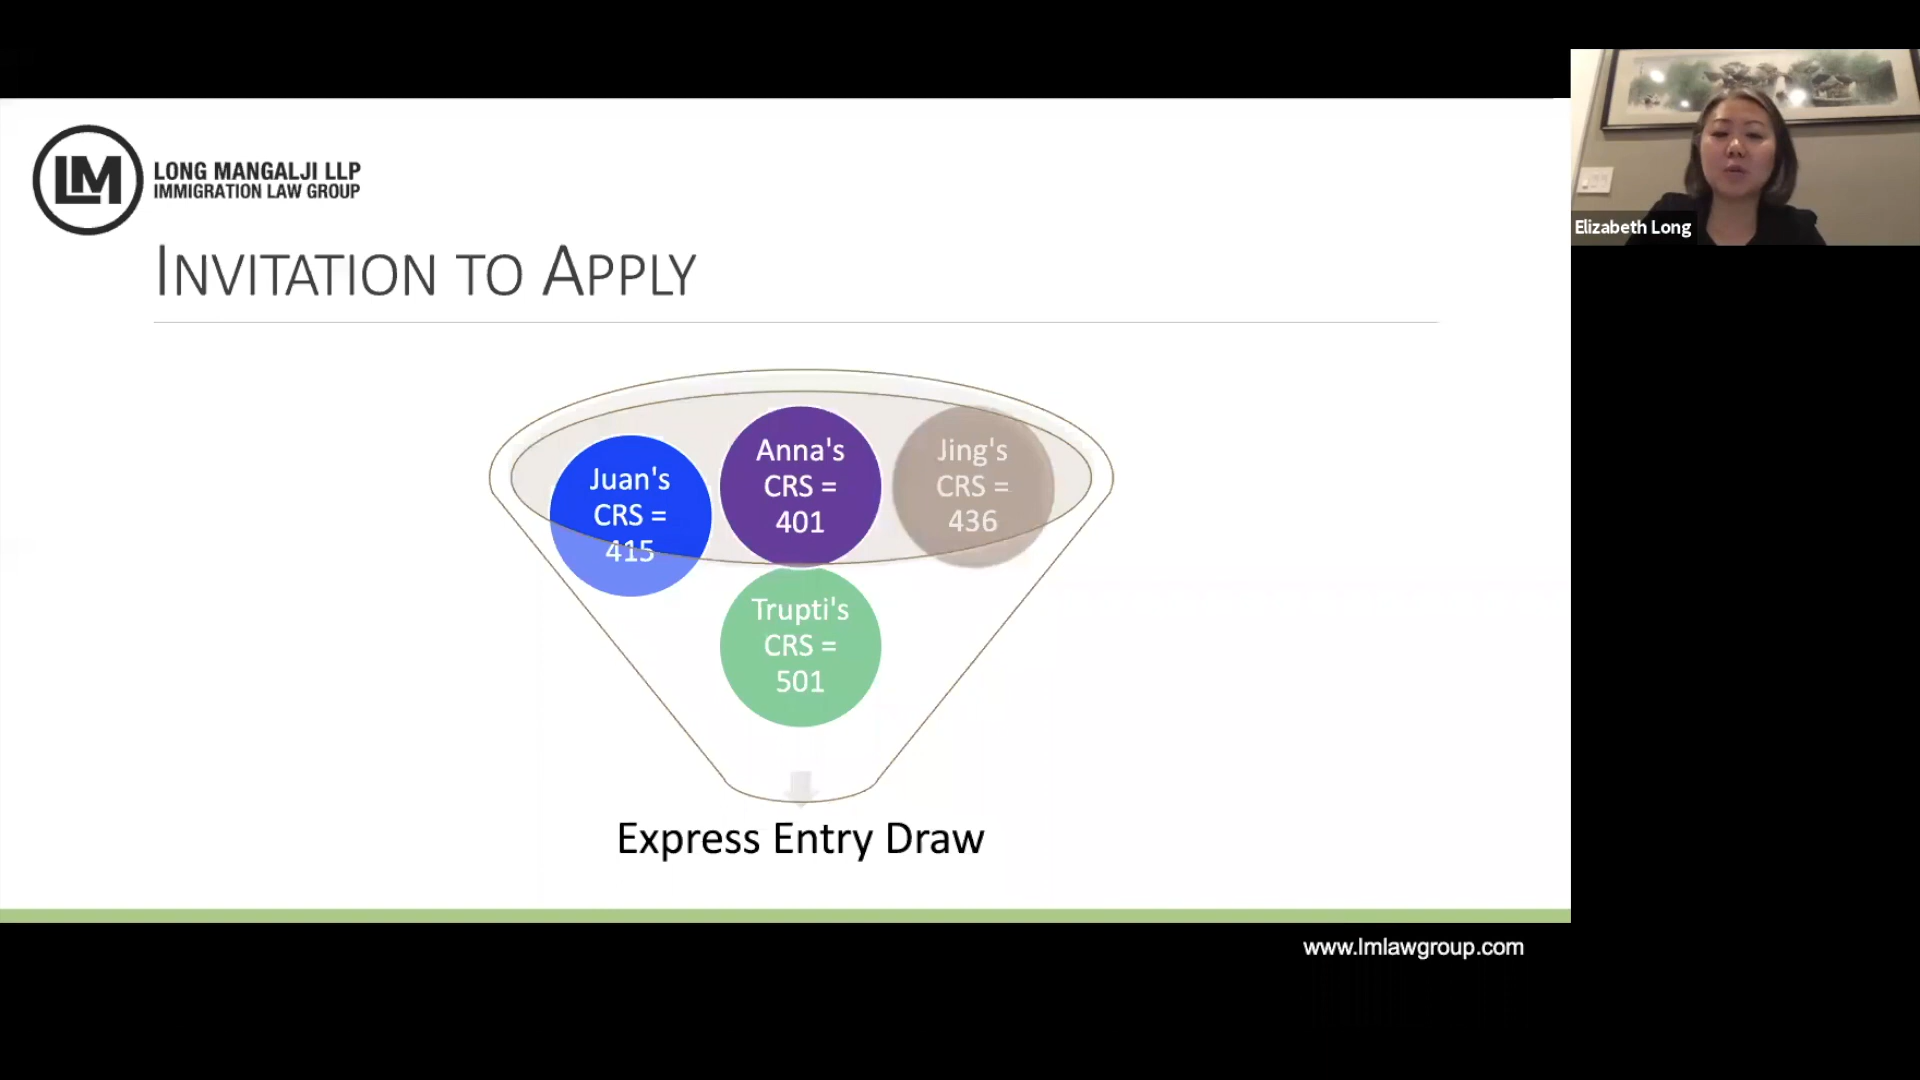 LM
LONG MANGALJI LLP
IMMIGRATION LAW GROUP
Elizabeth Long
INVITATION TO APPLY
Juan's
CRS =
415
Anna's
CRS =
401
Jing's
CRS =
436
Trupti's
CRS =
501
Express Entry Draw
www.lmlawgroup.com